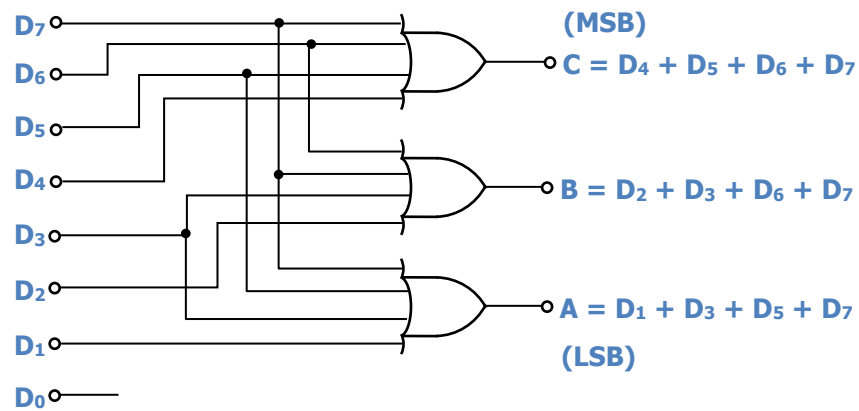 D₇
(MSB)
D₆
C = D₄ + D₅ + D₆ + D₇
D₅
D₄
B = D₂ + D₃ + D₆ + D₇
D₃
D₂
A = D₁ + D₃ + D₅ + D₇
D₁
(LSB)
D₀